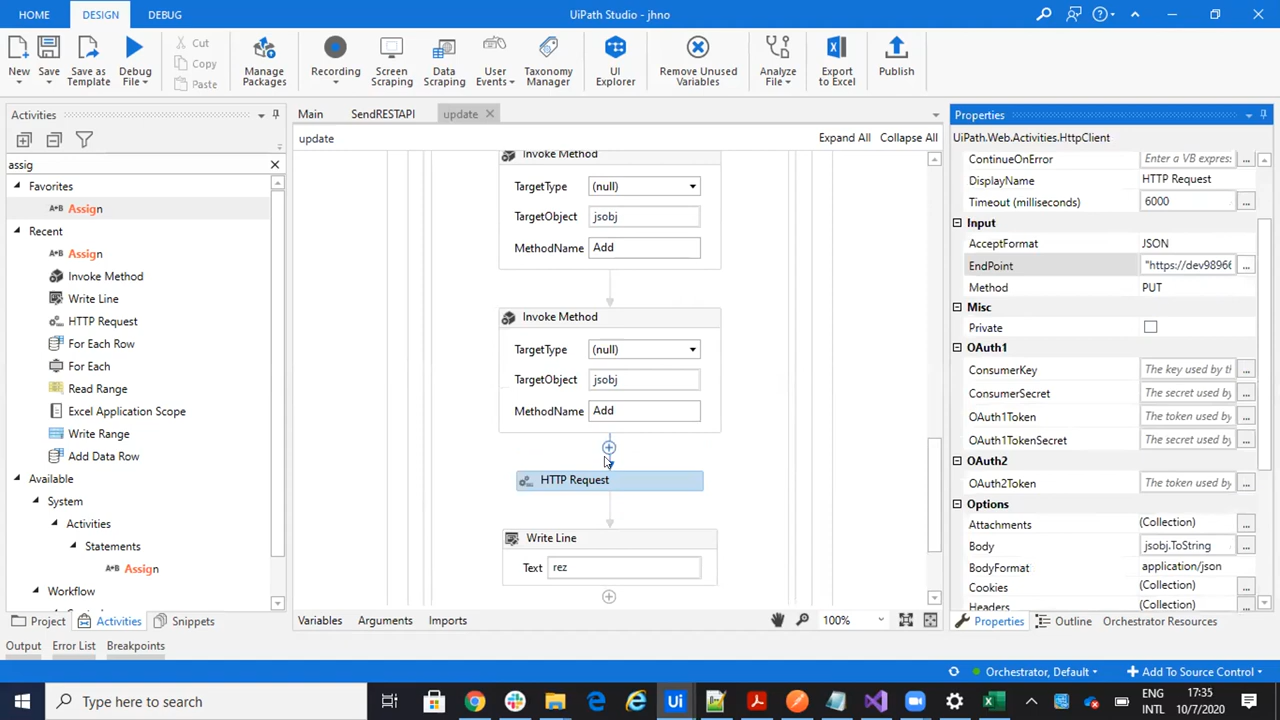 HOME
DESIGN
DEBUG
UiPath Studio - jhno
New
Save
Save as Template
Debug File
Cut
Copy
Paste
Manage Packages
Recording
Screen Scraping
Data Scraping
User Events
Taxonomy Manager
UI Explorer
Remove Unused Variables
Analyze File
Export to Excel
Publish
Activities
assig
Favorites
Assign
Recent
Assign
Invoke Method
Write Line
HTTP Request
For Each Row
For Each
Read Range
Excel Application Scope
Write Range
Add Data Row
Available
System
Activities
Statements
Assign
Workflow
Project
Activities
Snippets
Main
SendRESTAPI
update
update
Expand All
Collapse All
Invoke Method
TargetType (null)
TargetObject jsobj
MethodName Add
Invoke Method
TargetType (null)
TargetObject jsobj
MethodName Add
HTTP Request
Write Line
Text rez
Variables
Arguments
Imports
100%
Properties
UiPath.Web.Activities.HttpClient
ContinueOnError Enter a VB express
DisplayName HTTP Request
Timeout (milliseconds) 6000
Input
AcceptFormat JSON
EndPoint "https://dev9896
Method PUT
Misc
Private
OAuth1
ConsumerKey The key used by t
ConsumerSecret The secret used by
OAuth1Token The token used by
OAuth1TokenSecret The secret used by
OAuth2
OAuth2Token The token used by
Options
Attachments (Collection)
Body jsobj.ToString
BodyFormat application/json
Cookies (Collection)
Headers (Collection)
Properties
Outline
Orchestrator Resources
Output
Error List
Breakpoints
Orchestrator, Default
Add To Source Control
Type here to search
ENG
INTL
17:35
10/7/2020